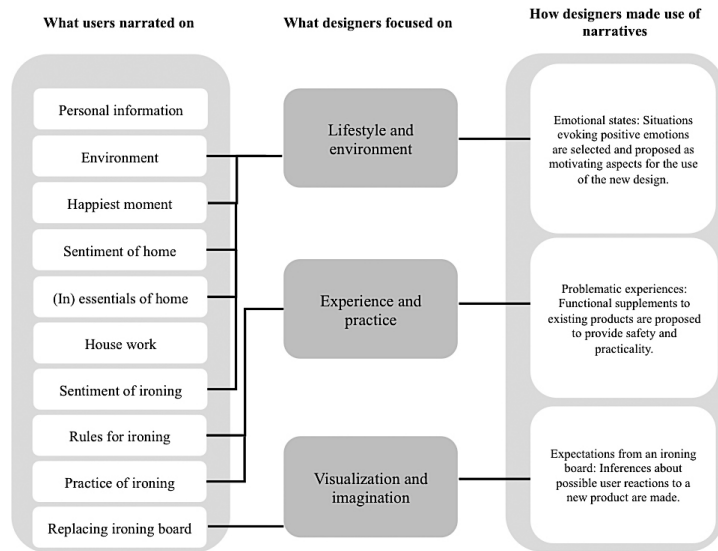 What users narrated on
What designers focused on
How designers made use of
narratives
Personal information
Environment
Happiest moment
Sentiment of home
(In) essentials of home
House work
Sentiment of ironing
Rules for ironing
Practice of ironing
Replacing ironing board
Lifestyle and
environment
Experience and
practice
Visualization and
imagination
Emotional states: Situations
evoking positive emotions
are selected and proposed as
motivating aspects for the use
of the new design.
Problematic experiences:
Functional supplements to
existing products are proposed
to provide safety and
practicality.
Expectations from an ironing
board: Inferences about
possible user reactions to a
new product are made.